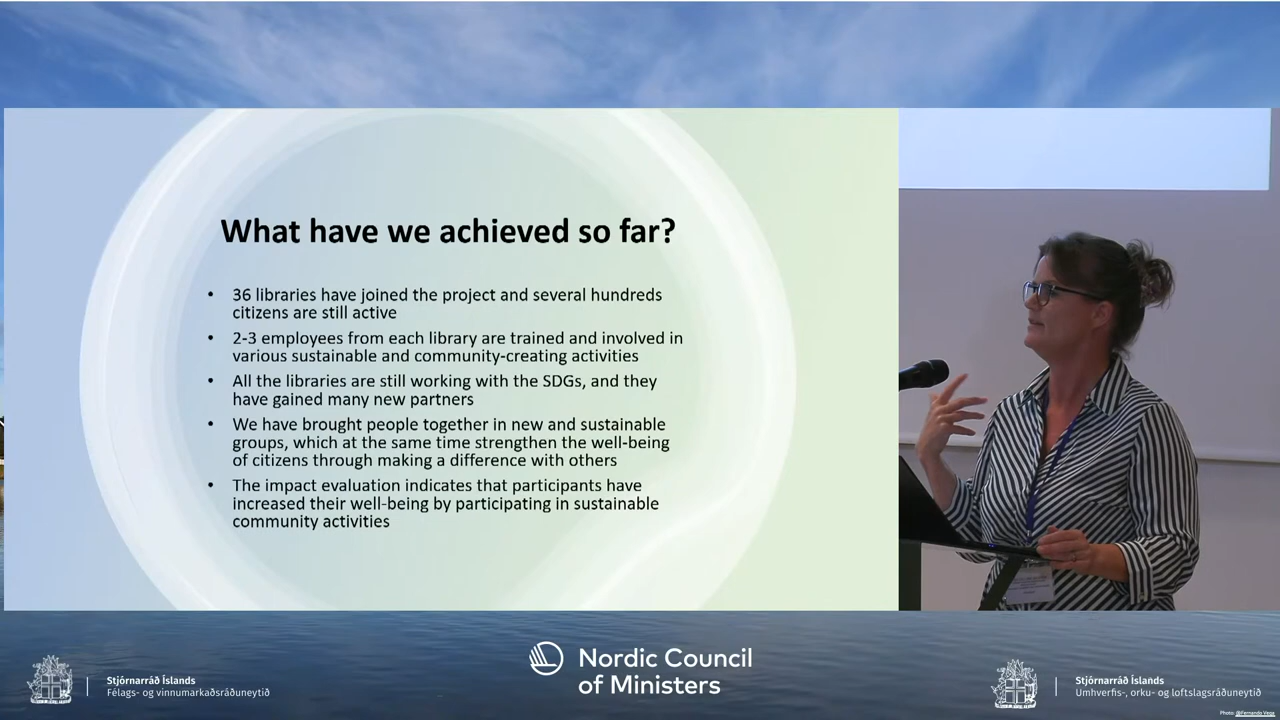 What have we achieved so far?
• 36 libraries have joined the project and several hundreds
citizens are still active
• 2-3 employees from each library are trained and involved in
various sustainable and community-creating activities
• All the libraries are still working with the SDGs, and they
have gained many new partners
• We have brought people together in new and sustainable
groups, which at the same time strengthen the well-being
of citizens through making a difference with others
• The impact evaluation indicates that participants have
increased their well-being by participating in sustainable
community activities
Stjórnarráð Íslands
Félags- og vinnumarkaðsráðuneytið
Nordic Council
of Ministers
Stjórnarráð Íslands
Umhverfis-, orku- og loftslagsráðuneytið
Photo: @Fernando Vega